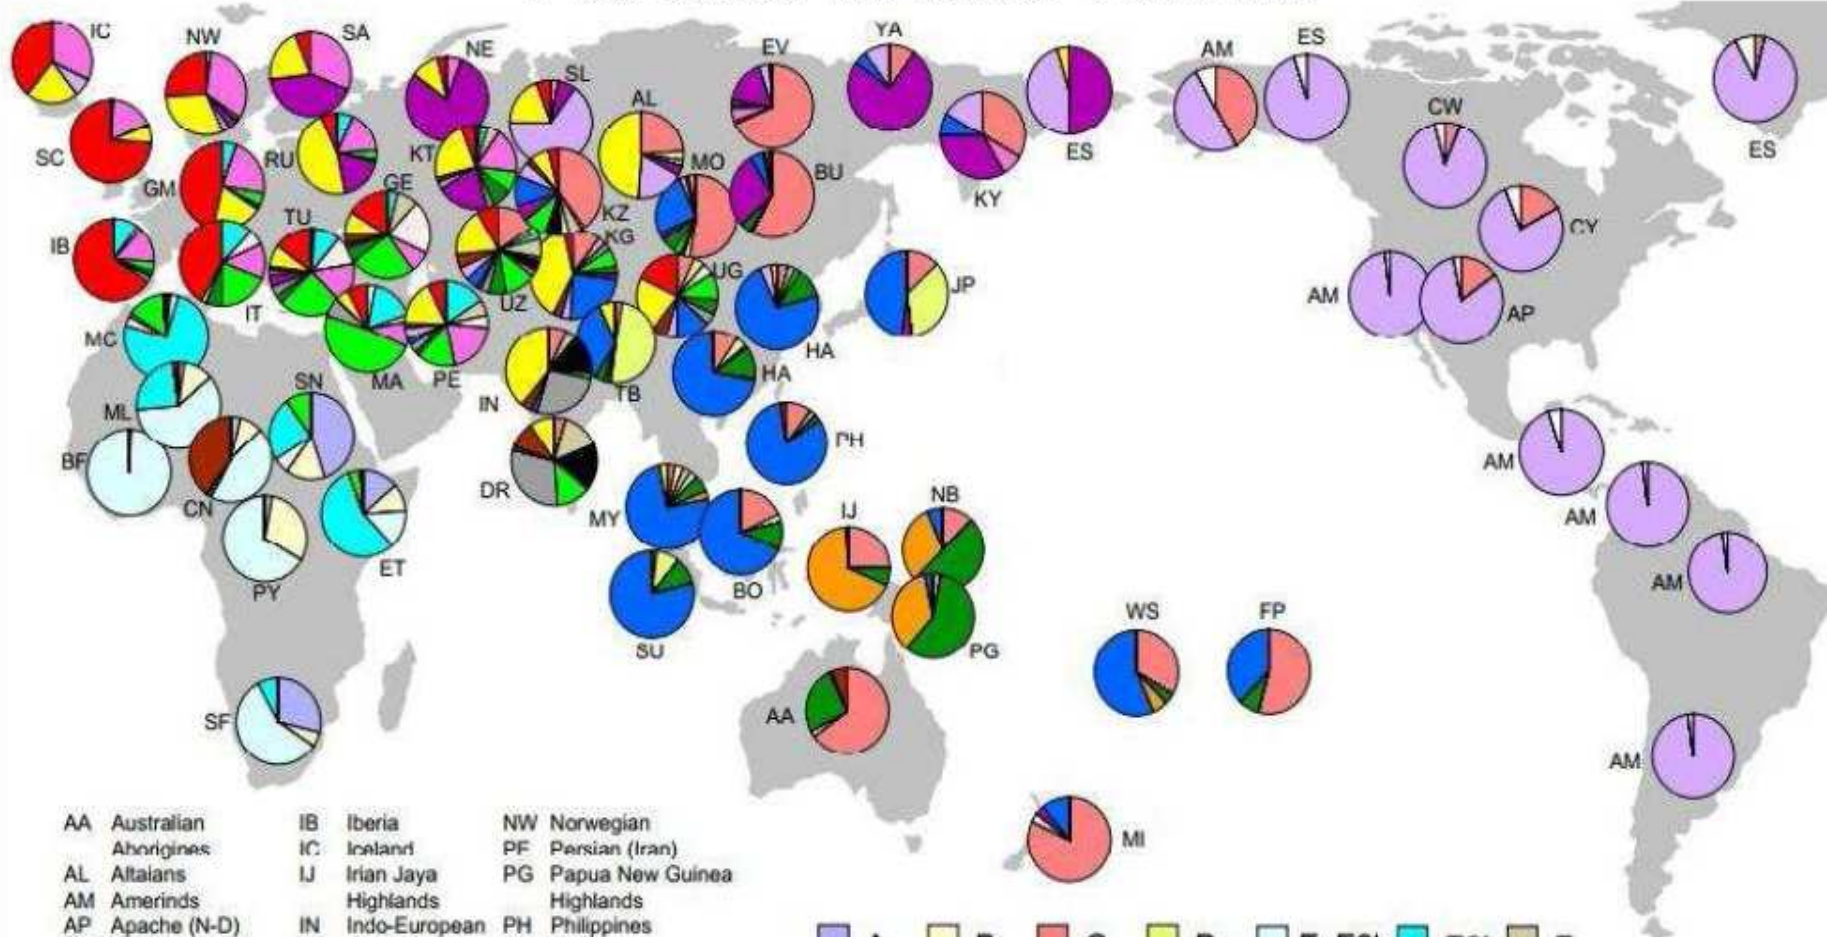 IC
NW
SA
NE
SL
EV
YA
AM
ES
CW
ES
SC
RU
KT
AL
MO
BU
KY
ES
GM
GE
KZ
KG
CY
IB
TU
UZ
UG
JP
AM
AP
IT
MC
MA
PE
HA
HA
SN
IN
TB
ML
PH
BF
CN
DR
MY
IJ
NB
AM
AM
PY
ET
SU
BO
PG
WS
FP
AM
SF
AA
AM
MI
AA Australian IB Iberia NW Norwegian
Aborigines IC Iceland PE Persian (Iran)
AL Altaians IJ Irian Jaya PG Papua New Guinea
AM Amerinds Highlands Highlands
AP Apache (N-D) IN Indo-European PH Philippines